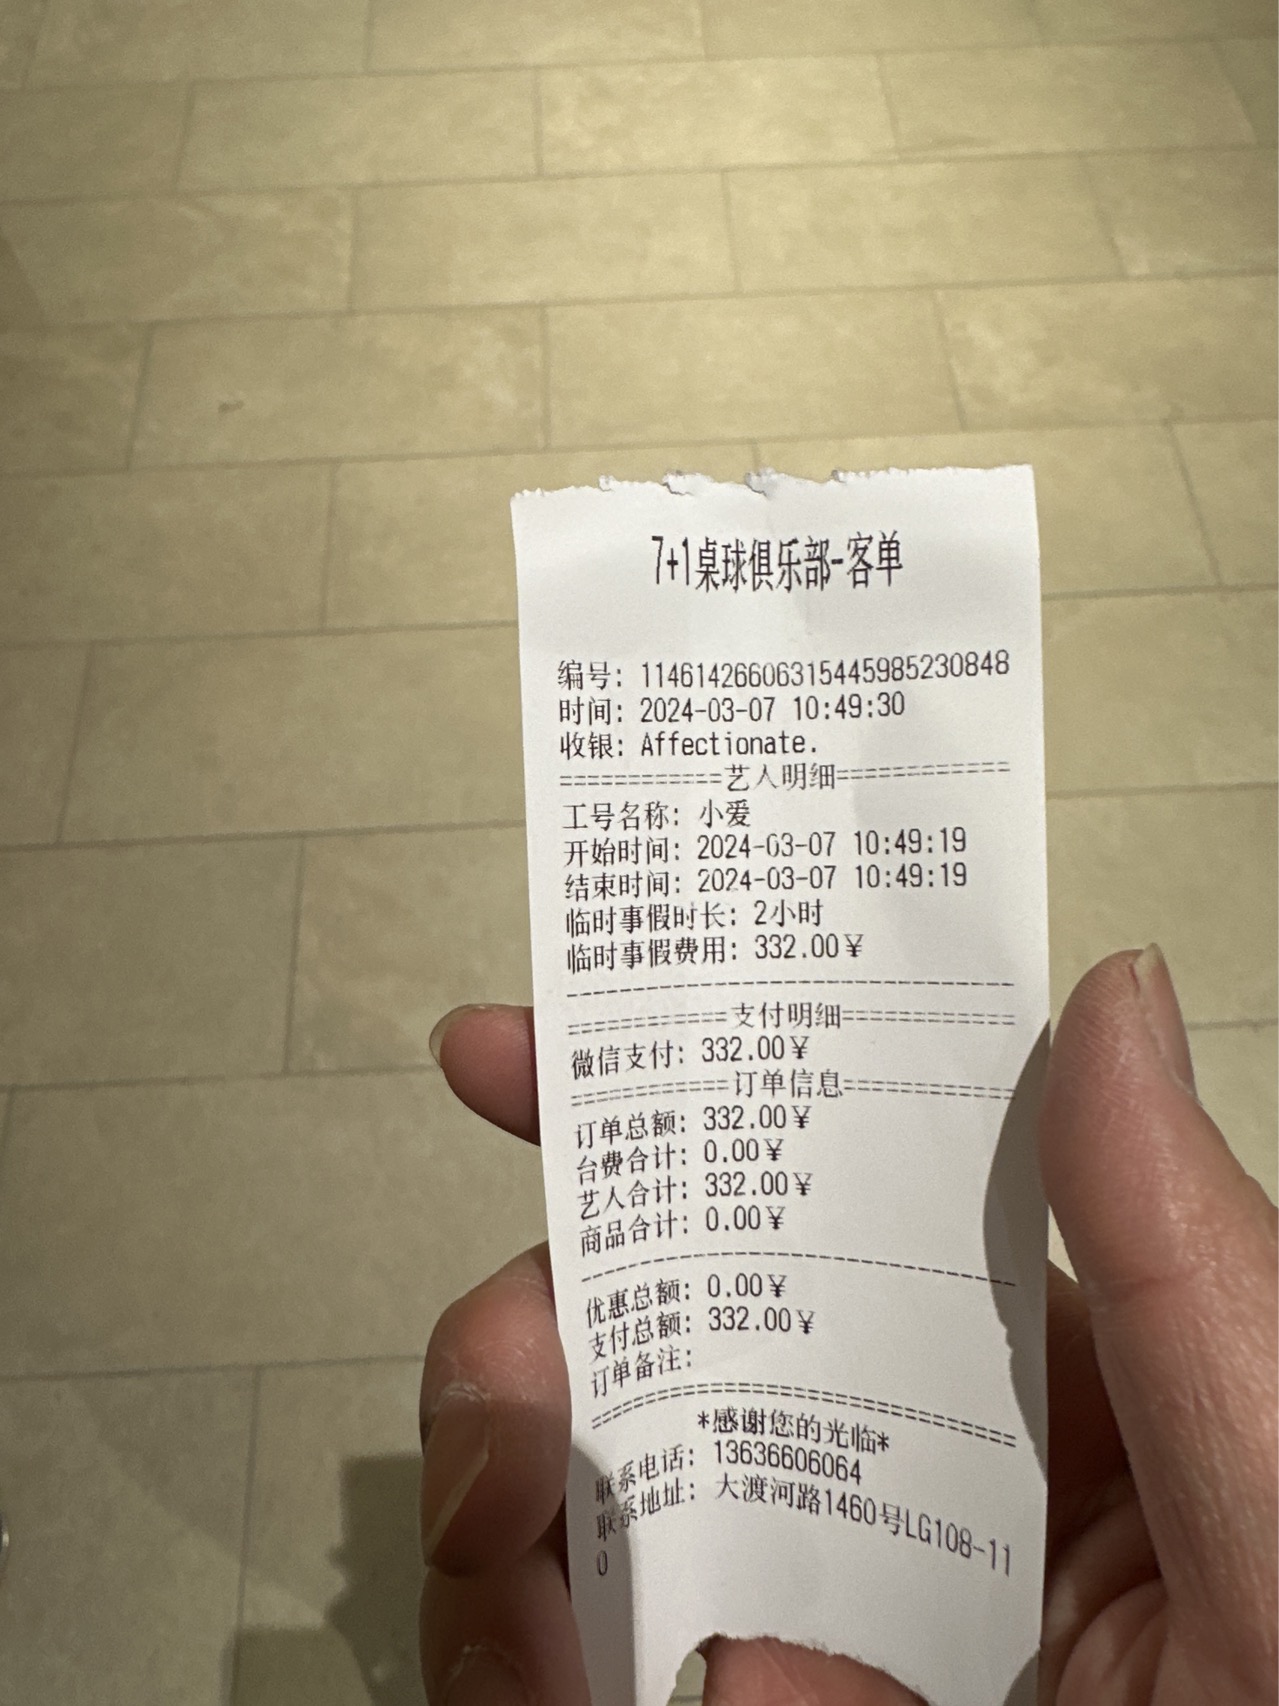 7+1桌球俱乐部-客单
编号: 1146142660631544598523​0848
时间: 2024-03-07 10:49:30
收银: Affectionate.
============艺人明细=============
工号名称: 小爱
开始时间: 2024-03-07 10:49:19
结束时间: 2024-03-07 10:49:19
临时事假时长: 2小时
临时事假费用: 332.00¥
--------------------------------
============支付明细=============
微信支付: 332.00¥
============订单信息=============
订单总额: 332.00¥
台费合计: 0.00¥
艺人合计: 332.00¥
商品合计: 0.00¥
--------------------------------
优惠总额: 0.00¥
支付总额: 332.00¥
订单备注:
================================
*感谢您的光临*
联系电话: 13636606064
联系地址: 大渡河路1460号LG108-11
0